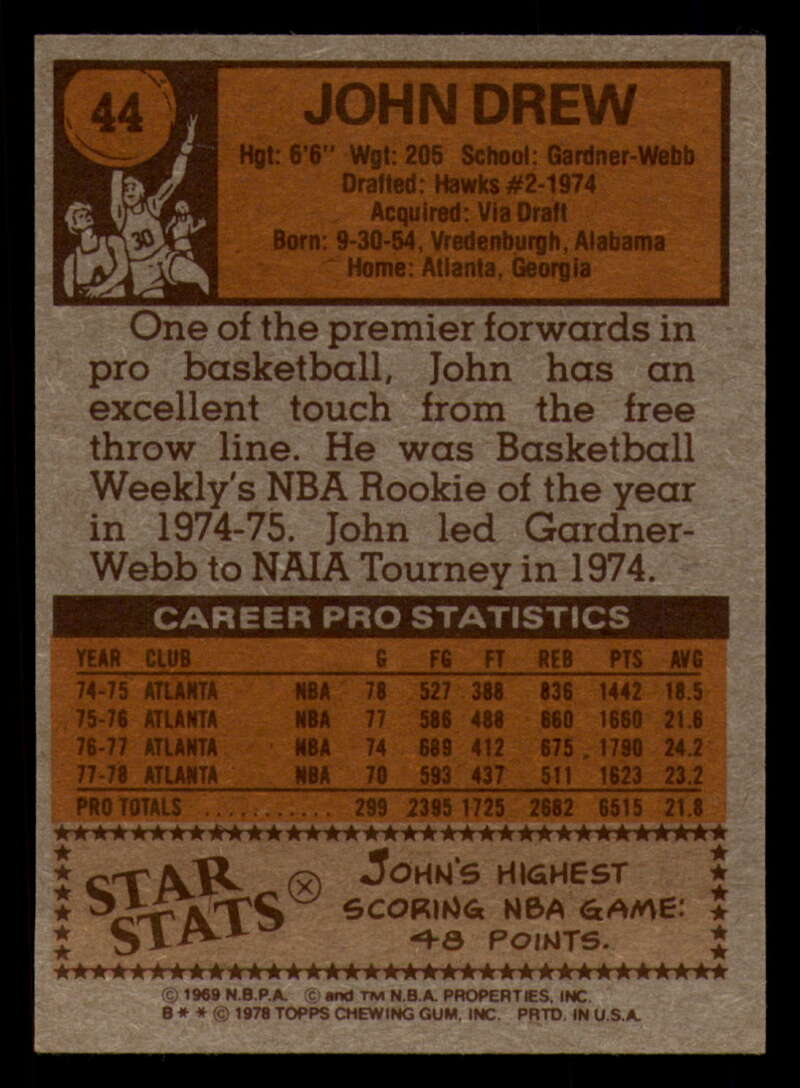 44
JOHN DREW
Hgt: 6'6" Wgt: 205 School: Gardner-Webb
Drafted: Hawks #2-1974
Acquired: Via Draft
Born: 9-30-54, Vredenburgh, Alabama
Home: Atlanta, Georgia
30
One of the premier forwards in
pro basketball, John has an
excellent touch from the free
throw line. He was Basketball
Weekly's NBA Rookie of the year
in 1974-75. John led Gardner-
Webb to NAIA Tourney in 1974.
CAREER PRO STATISTICS
YEAR CLUB G FG FT REB PTS AVG
74-75 ATLANTA NBA 78 527 388 836 1442 18.5
75-76 ATLANTA NBA 77 586 488 660 1660 21.6
76-77 ATLANTA NBA 74 689 412 675 1790 24.2
77-78 ATLANTA NBA 70 593 437 511 1623 23.2
PRO TOTALS ........... 299 2395 1725 2682 6515 21.8
STAR
STATS
JOHN'S HIGHEST
SCORING NBA GAME:
48 POINTS.
© 1969 N.B.P.A. © and TM N.B.A. PROPERTIES, INC.
B * * © 1978 TOPPS CHEWING GUM, INC. PRTD. IN U.S.A.